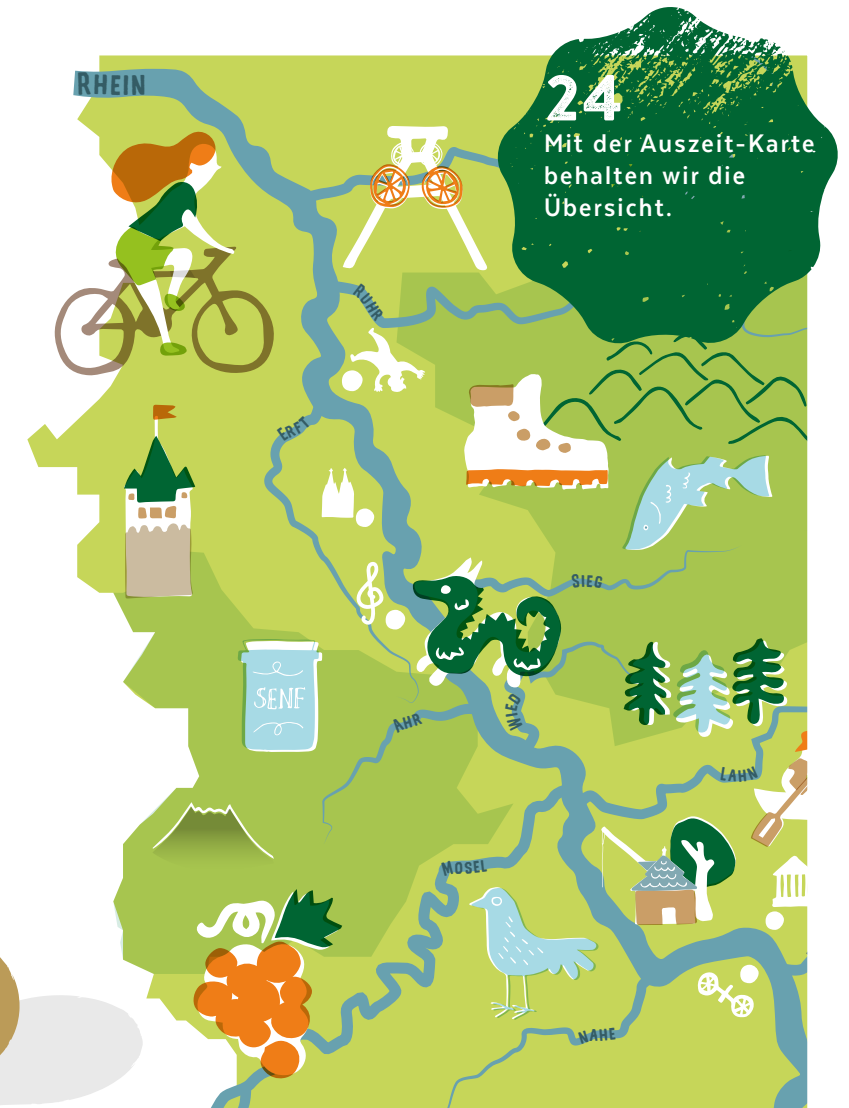 RHEIN
24
Mit der Auszeit-Karte
behalten wir die
Übersicht.
RUHR
ERFT
SIEG
SENF
AHR
WIED
LAHN
MOSEL
NAHE